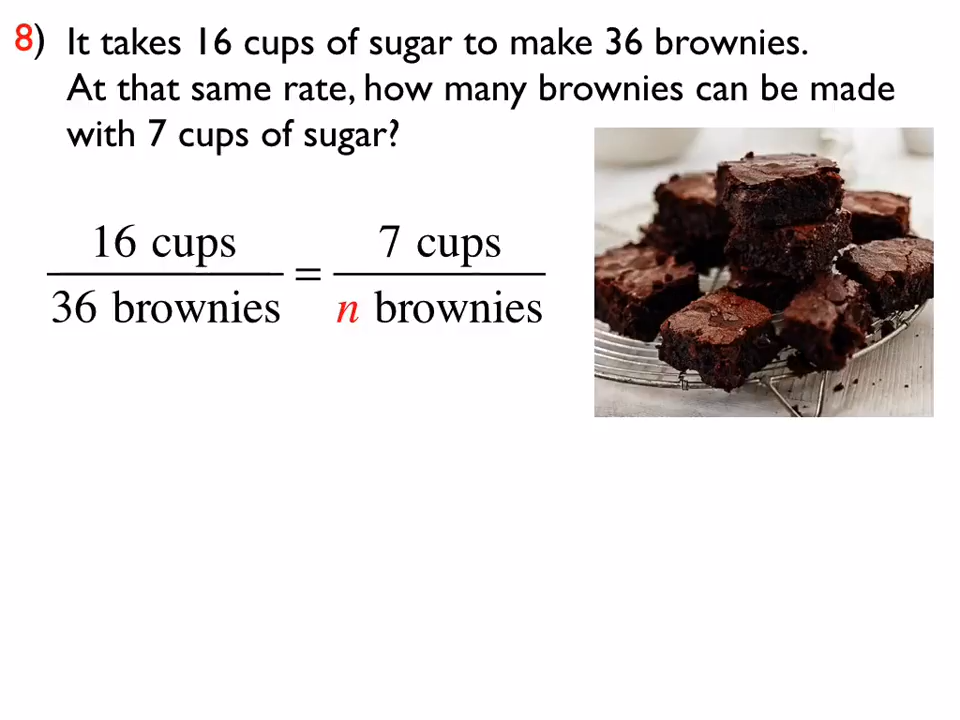 8) It takes 16 cups of sugar to make 36 brownies.
At that same rate, how many brownies can be made
with 7 cups of sugar?
16 cups / 36 brownies = 7 cups / n brownies